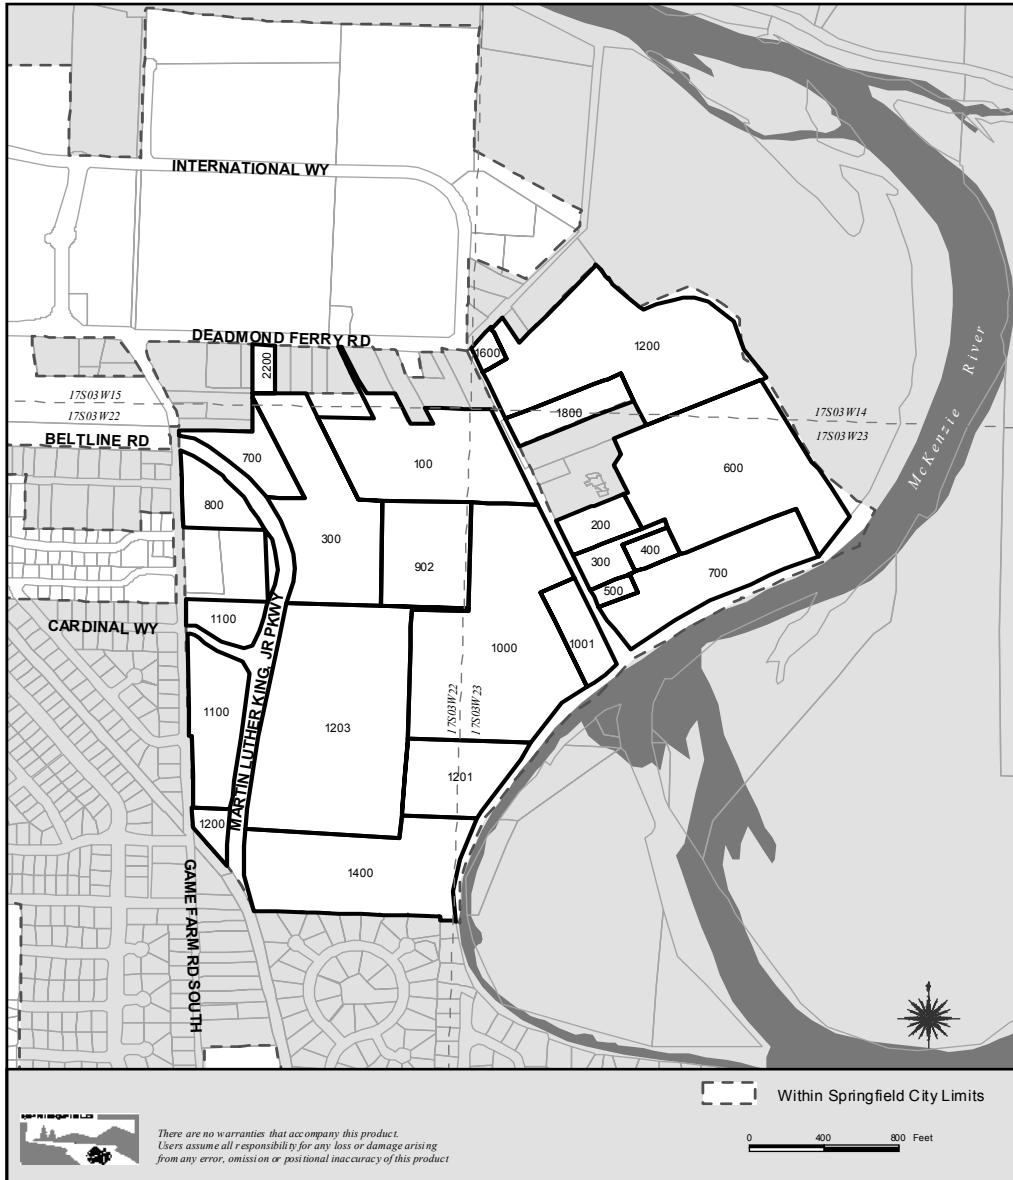 INTERNATIONAL WY
DEADMOND FERRY RD
2200
1600
1200
17S03W15
17S03W22
1800
17S03W14
17S03W23
BELTLINE RD
700
100
600
McKenzie River
800
200
300
902
300
400
700
500
CARDINAL WY
1100
1000
1001
MARTIN LUTHER KING, JR PKWY
17S03W22
17S03W23
1100
1203
1201
1200
1400
GAME FARM RD SOUTH
Within Springfield City Limits
There are no warranties that accompany this product.
Users assume all responsibility for any loss or damage arising
from any error, omission or positional inaccuracy of this product
0 400 800 Feet